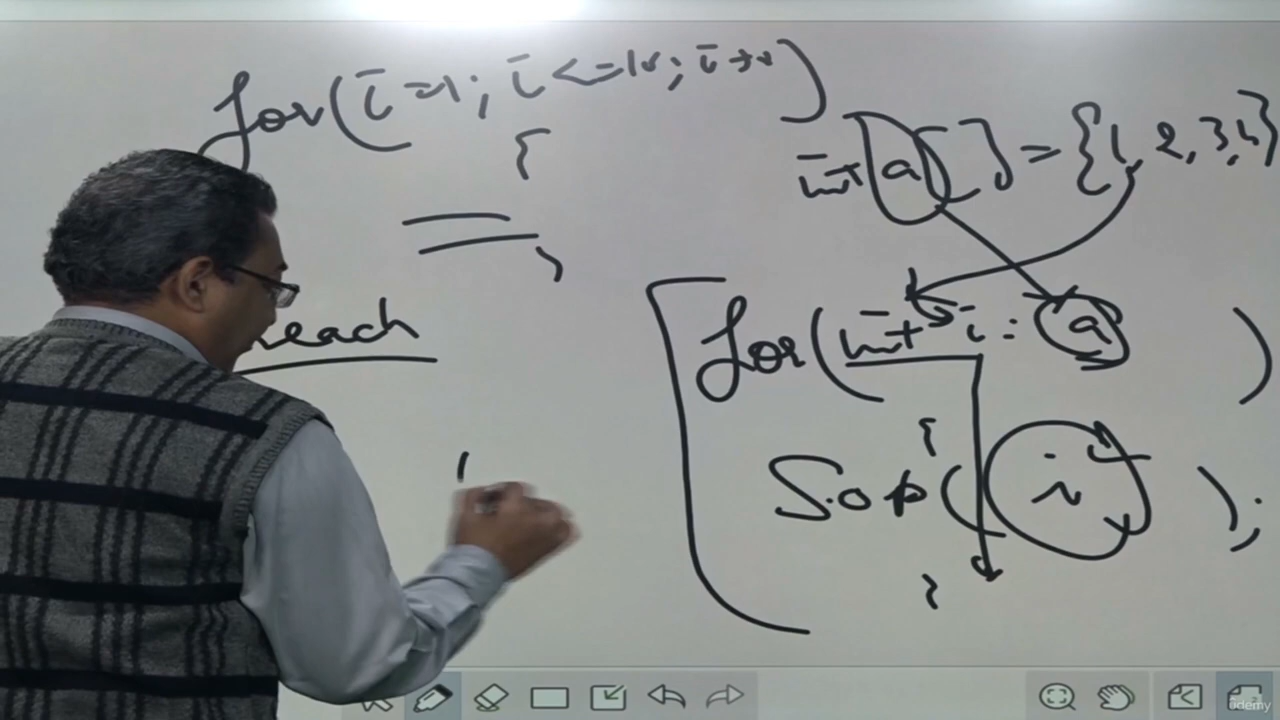 for(i=1; i<=10; i++)
{
}
each
int a[] = {1, 2, 3, 4}
for(int i : a)
{
S.o.p( i );
}
udemy